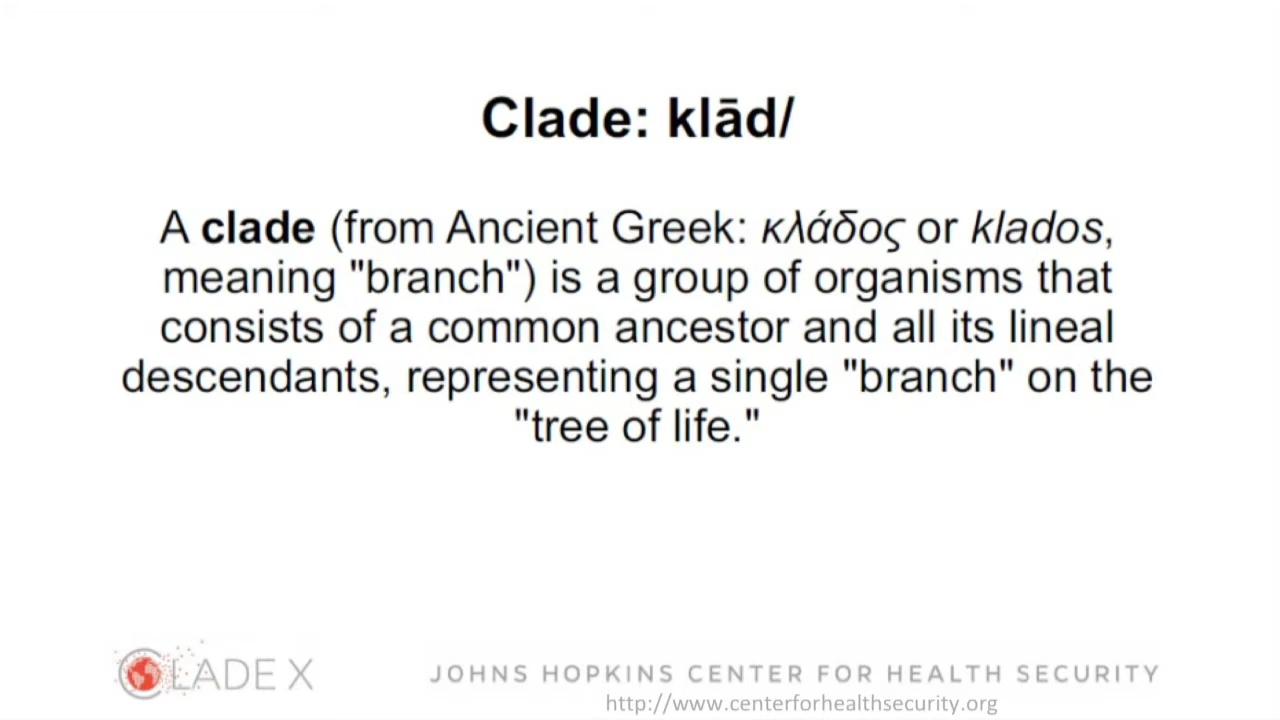 Clade: klād/
A clade (from Ancient Greek: κλάδος or klados,
meaning "branch") is a group of organisms that
consists of a common ancestor and all its lineal
descendants, representing a single "branch" on the
"tree of life."
CLADE X
JOHNS HOPKINS CENTER FOR HEALTH SECURITY
http://www.centerforhealthsecurity.org